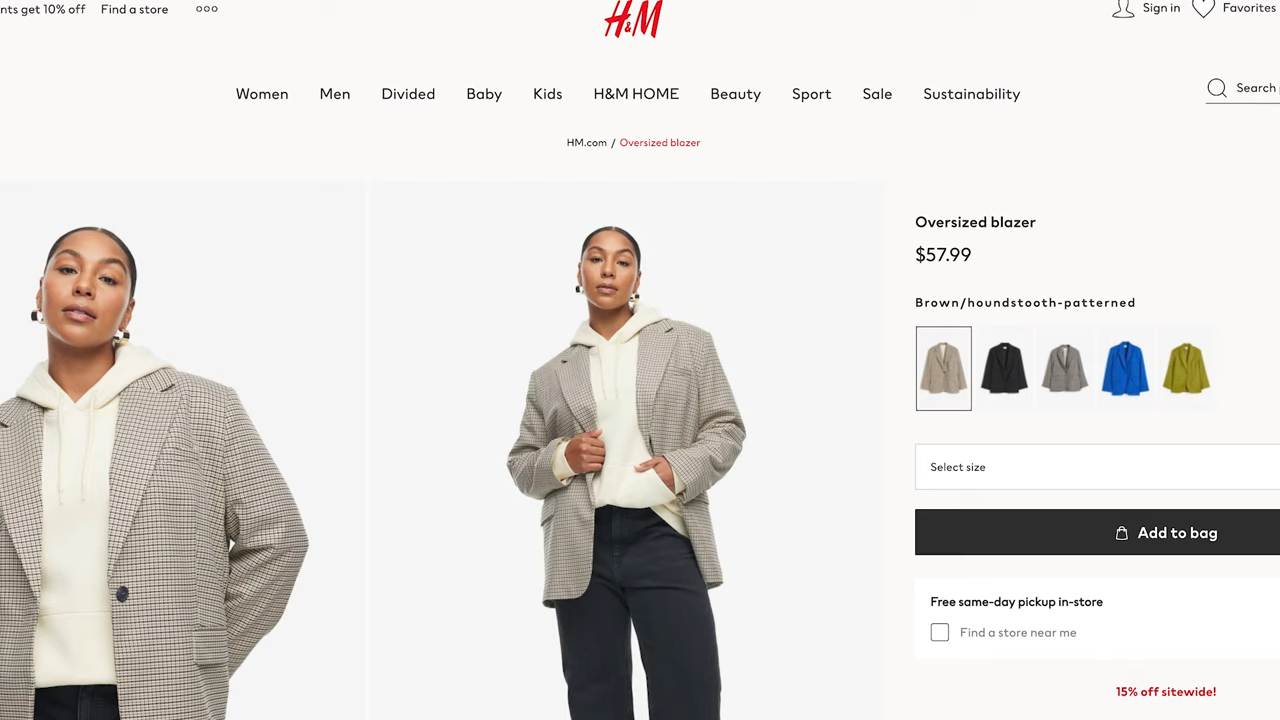 nts get 10% off Find a store
H&M
Sign in Favorites
Women Men Divided Baby Kids H&M HOME Beauty Sport Sale Sustainability
Search
HM.com / Oversized blazer
Oversized blazer
$57.99
Brown/houndstooth-patterned
Select size
Add to bag
Free same-day pickup in-store
Find a store near me
15% off sitewide!